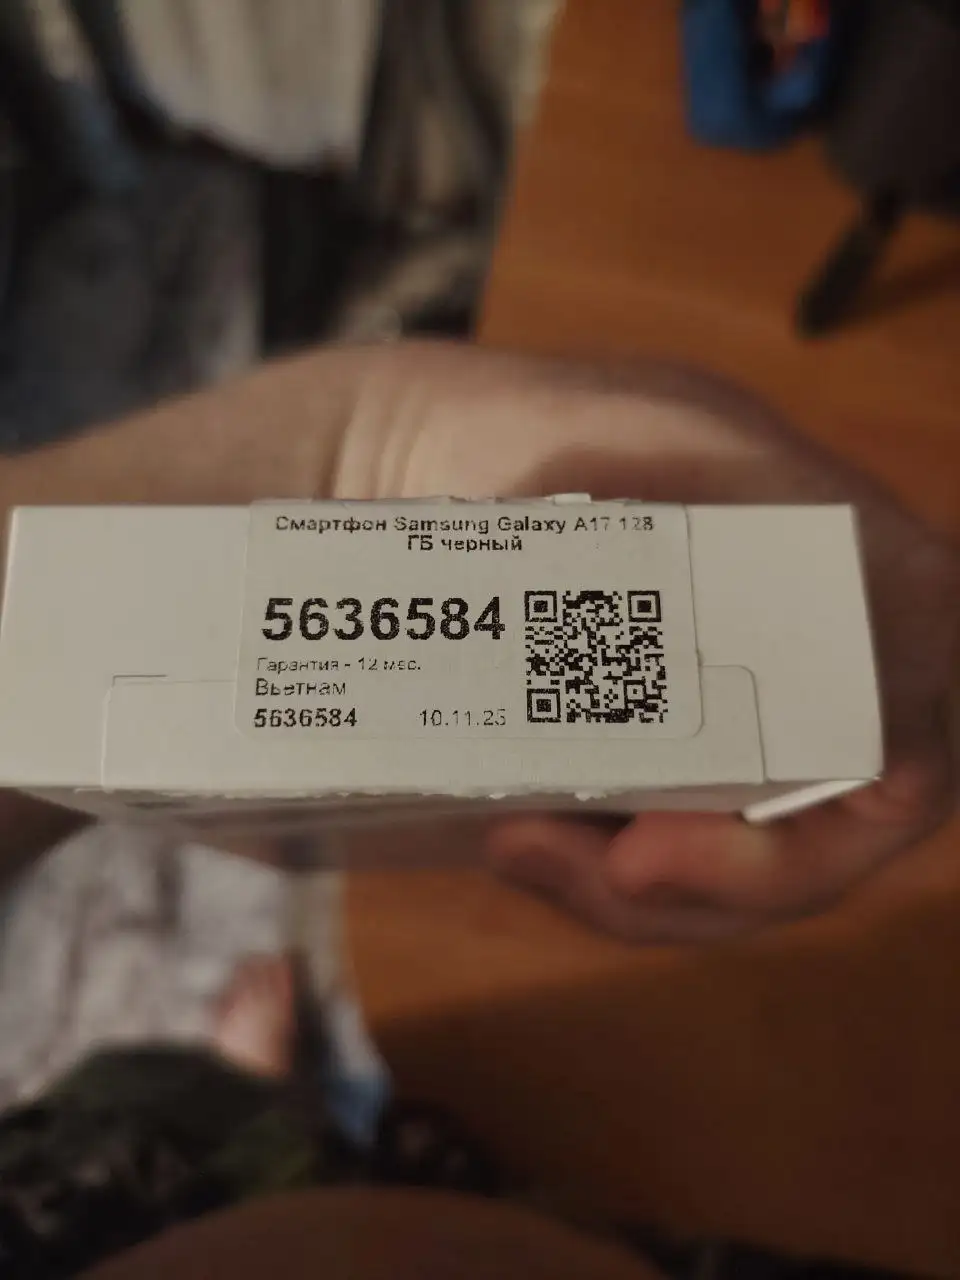 Смартфон Samsung Galaxy A17 128
ГБ черный
5636584
Гарантия - 12 мес.
Вьетнам
5636584 10.11.25